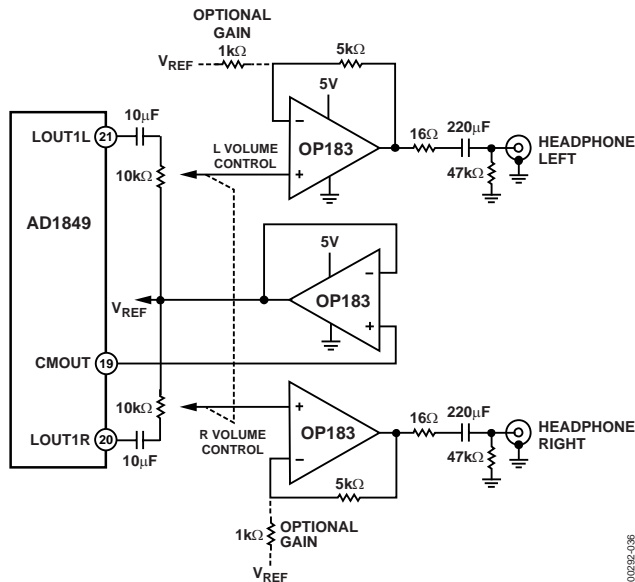 OPTIONAL
GAIN
1kΩ
VREF
5kΩ
5V
10µF
LOUT1L
21
L VOLUME
CONTROL
OP183
16Ω
220µF
HEADPHONE
LEFT
47kΩ
10kΩ
AD1849
5V
OP183
VREF
CMOUT
19
10kΩ
LOUT1R
20
10µF
R VOLUME
CONTROL
OP183
16Ω
220µF
HEADPHONE
RIGHT
47kΩ
5kΩ
1kΩ
OPTIONAL
GAIN
VREF
00292-036